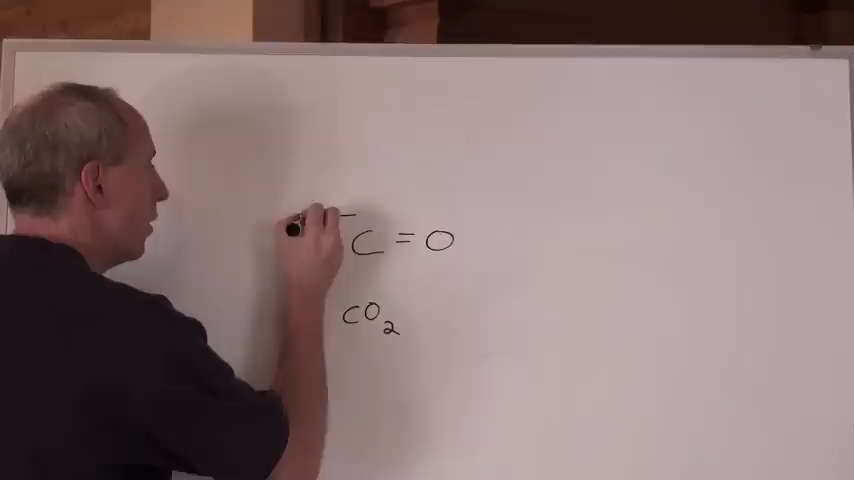 C = O
CO₂